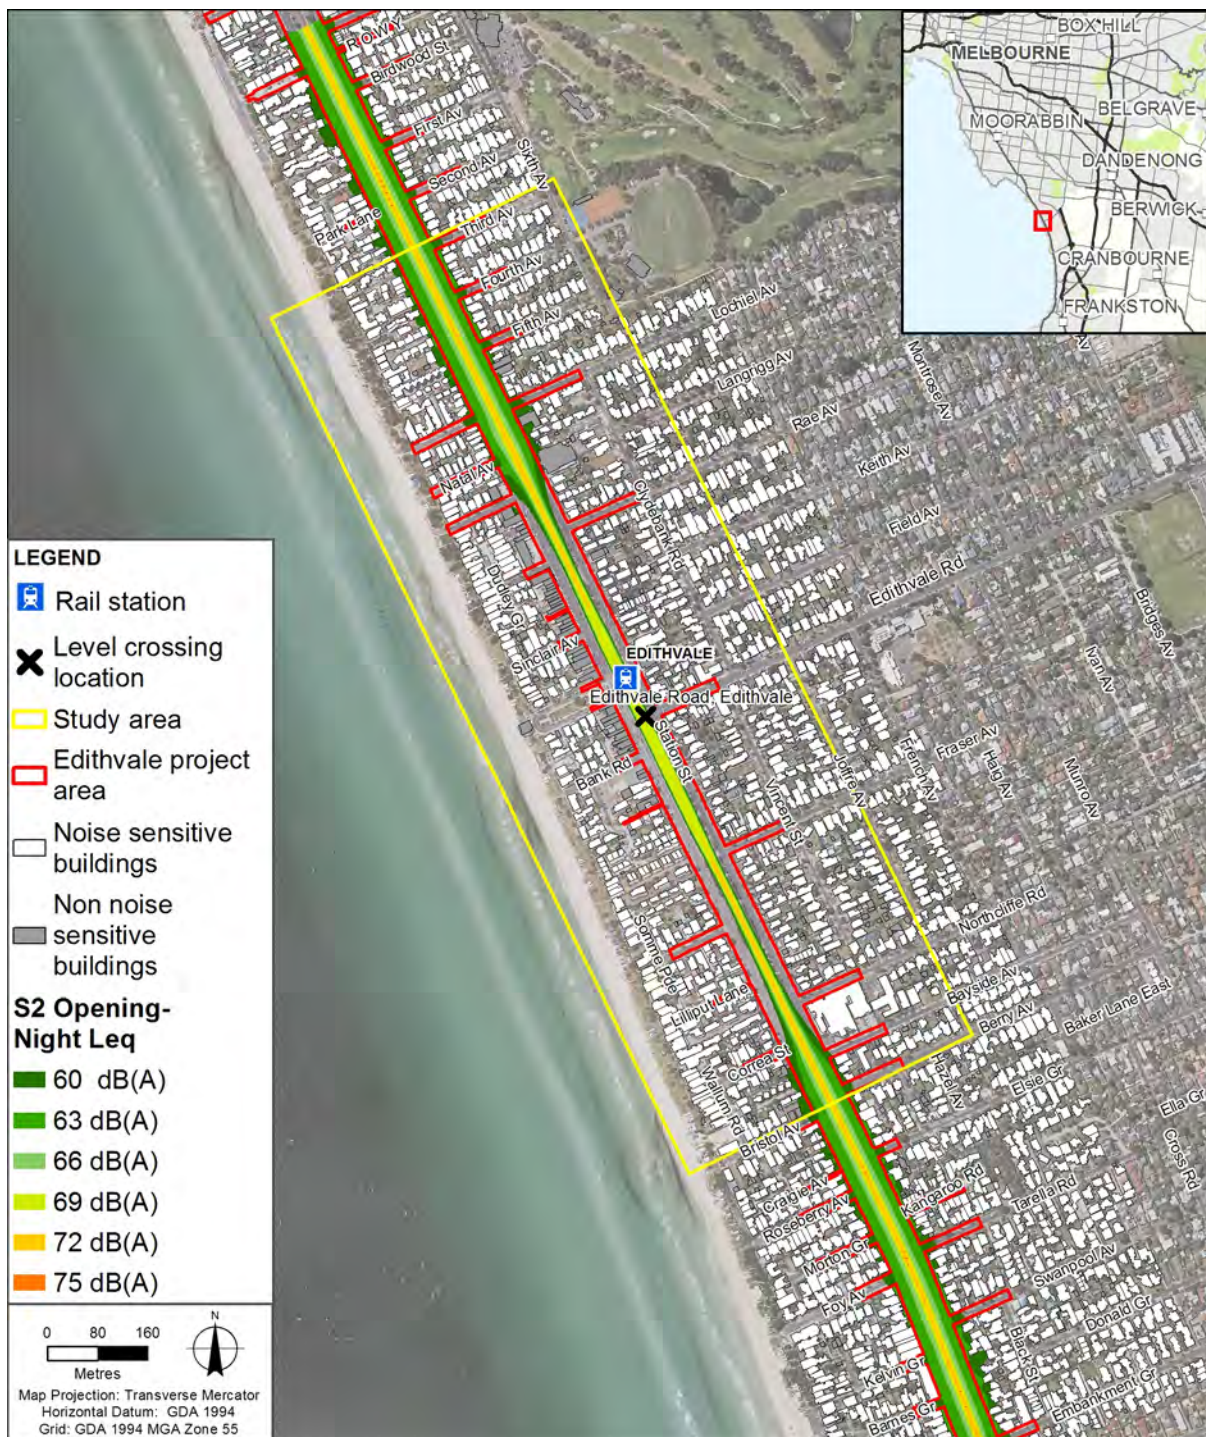 R O W Y
Birdwood St
First Av
Second Av
Sixth Av
Park Lane
Third Av
Fourth Av
Fifth Av
Lochiel Av
Langrigg Av
Montrose Av
Av
Rae Av
Keith Av
Natal Av
Clydebank Rd
Field Av
Edithvale Rd
Dudley Gr
Sinclair Av
EDITHVALE
Edithvale Road, Edithvale
Station St
Bridges Av
Ivan Av
Bank Rd
Vincent St
Joffre Av
French Av
Fraser Av
Haig Av
Munro Av
Somme Pde
Northcliffe Rd
Lilliput Lane
Bayside Av
Berry Av
Baker Lane East
Correa St
Wallum Rd
Hazel Av
Elsie Gr
Ella Gr
Bristol Av
Cross Rd
Craigie Av
Roseberry Av
Kangaroo Rd
Tarella Rd
Morton Gr
Swanpool Av
Foy Av
Donald Gr
Black St
Kelvin Gr
Embankment Gr
Barnes Gr
BOX HILL
MELBOURNE
BELGRAVE
MOORABBIN
DANDENONG
BERWICK
CRANBOURNE
FRANKSTON
LEGEND
Rail station
Level crossing
location
Study area
Edithvale project
area
Noise sensitive
buildings
Non noise
sensitive
buildings
S2 Opening-
Night Leq
60 dB(A)
63 dB(A)
66 dB(A)
69 dB(A)
72 dB(A)
75 dB(A)
0 80 160
Metres
N
Map Projection: Transverse Mercator
Horizontal Datum: GDA 1994
Grid: GDA 1994 MGA Zone 55